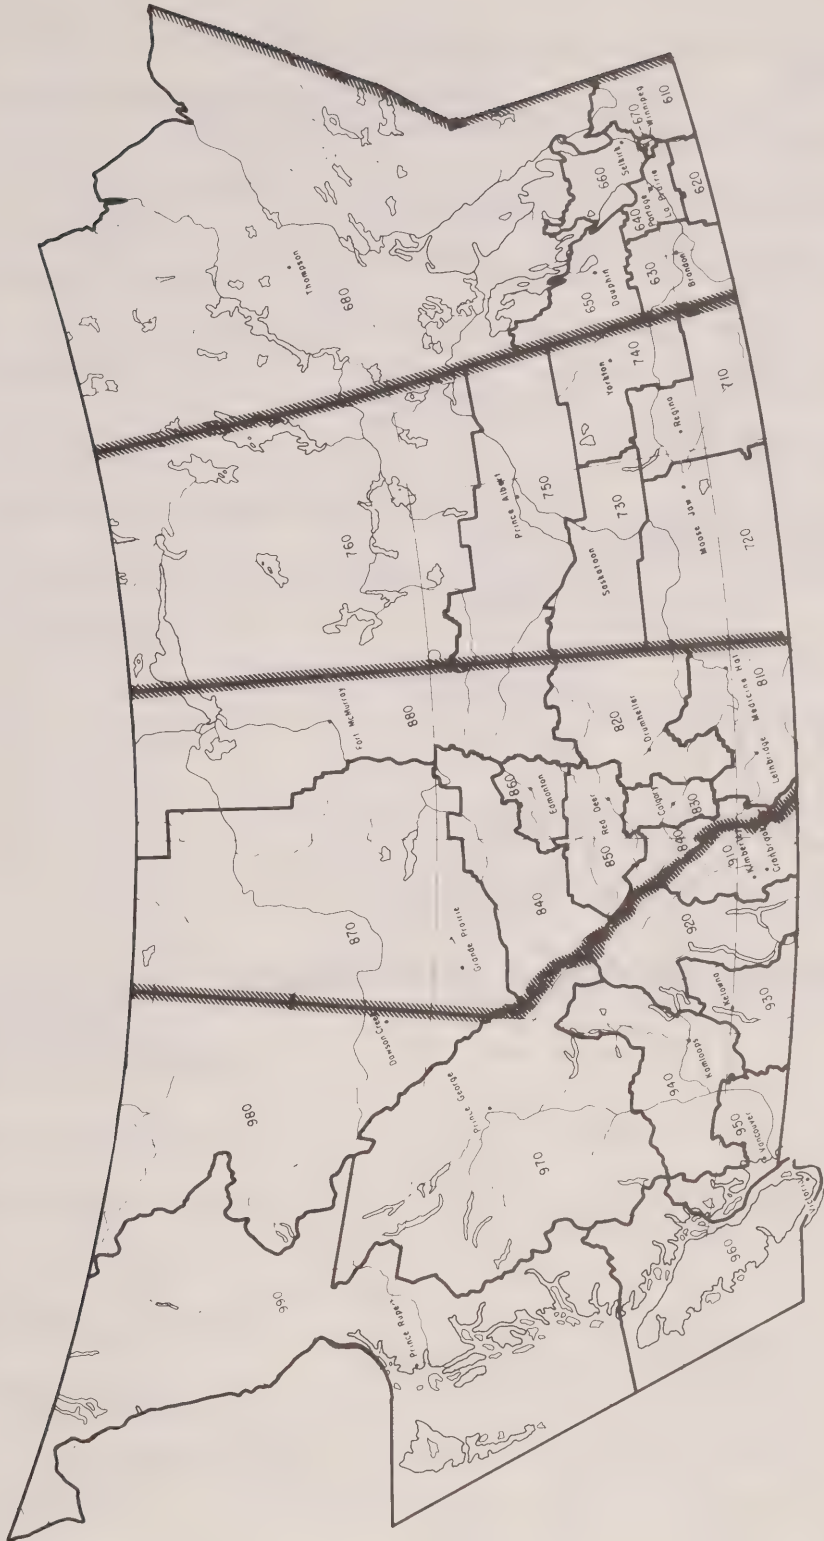 990
980
Prince Rupert
Dawson Creek
Prince George
970
960
Victoria
Vancouver
950
Kamloops
940
Kelowna
930
920
870
Grande Prairie
840
850
Red Deer
860
Edmonton
Calgary
830
840
910
Kimberley
Cranbrook
Fort McMurray
880
820
Drumheller
Lethbridge
Medicine Hat
810
760
Prince Albert
750
Saskatoon
730
Moose Jaw
720
Yorkton
740
Regina
710
Thompson
680
650
Dauphin
660
Selkirk
640
Portage
La Prairie
630
Brandon
620
670
Winnipeg
610